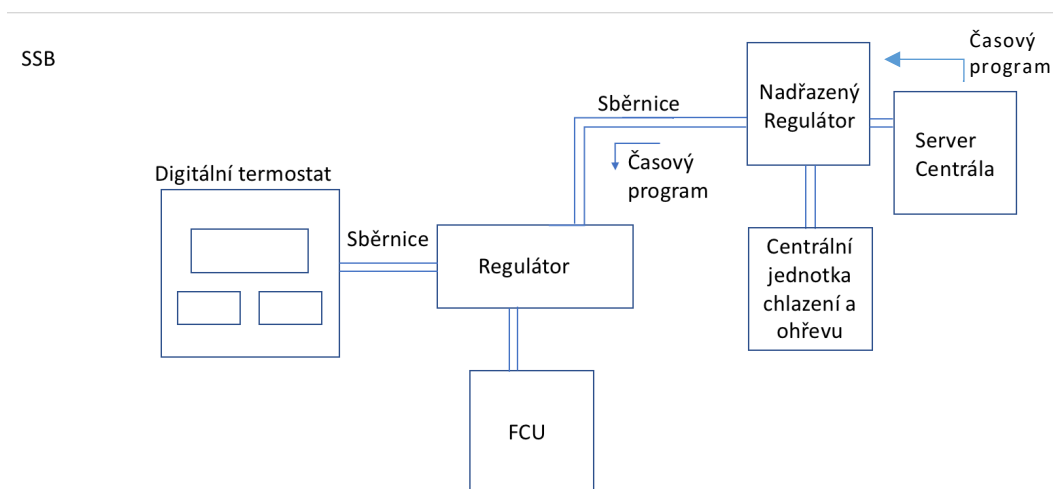 SSB
Časový
program
Nadřazený
Regulátor
Server
Centrála
Sběrnice
Časový
program
Digitální termostat
Sběrnice
Regulátor
Centrální
jednotka
chlazení a
ohřevu
FCU